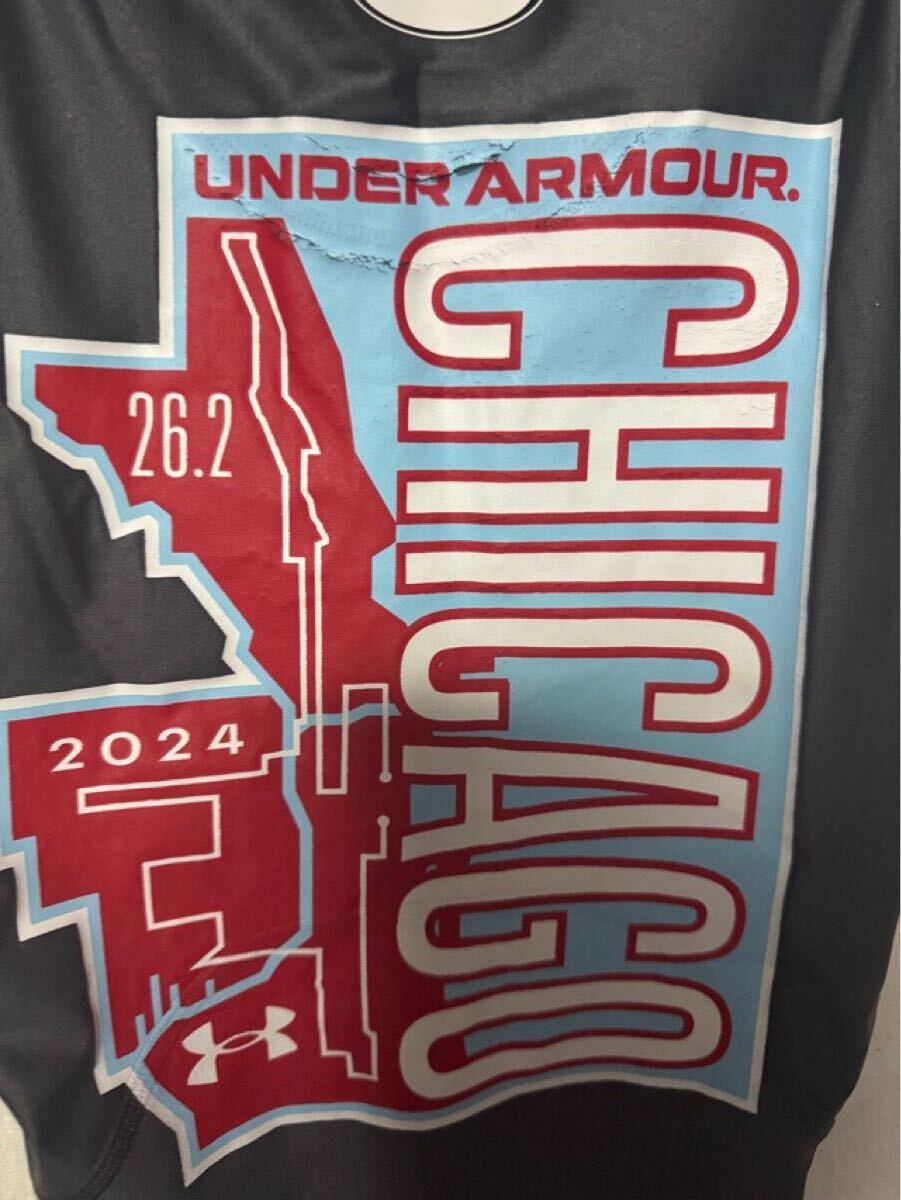 UNDER ARMOUR.
CHICAGO
26.2
2024